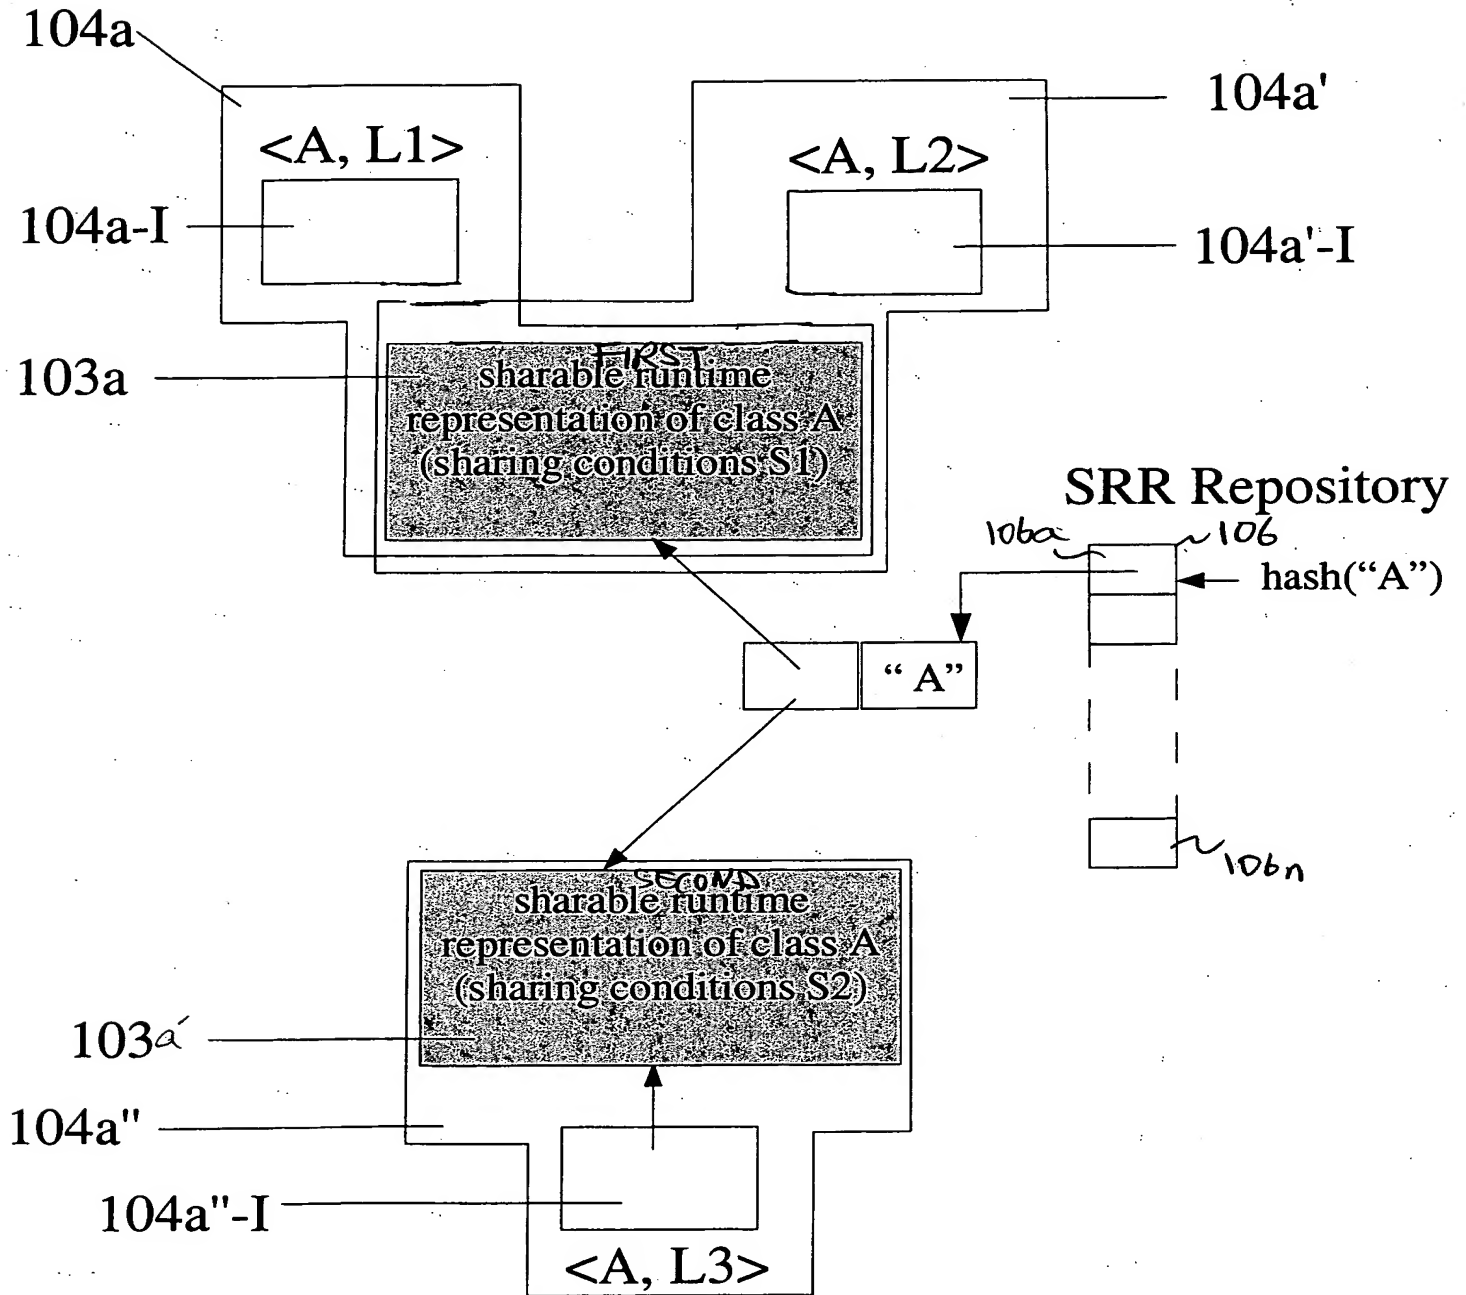 104a
104a'
<A, L1>
<A, L2>
104a-I
104a'-I
103a
FIRST
sharable runtime
representation of class A
(sharing conditions S1)
SRR Repository
106a
106
hash(“A”)
“ A”
106n
SECOND
sharable runtime
representation of class A
(sharing conditions S2)
103a'
104a"
104a"-I
<A, L3>